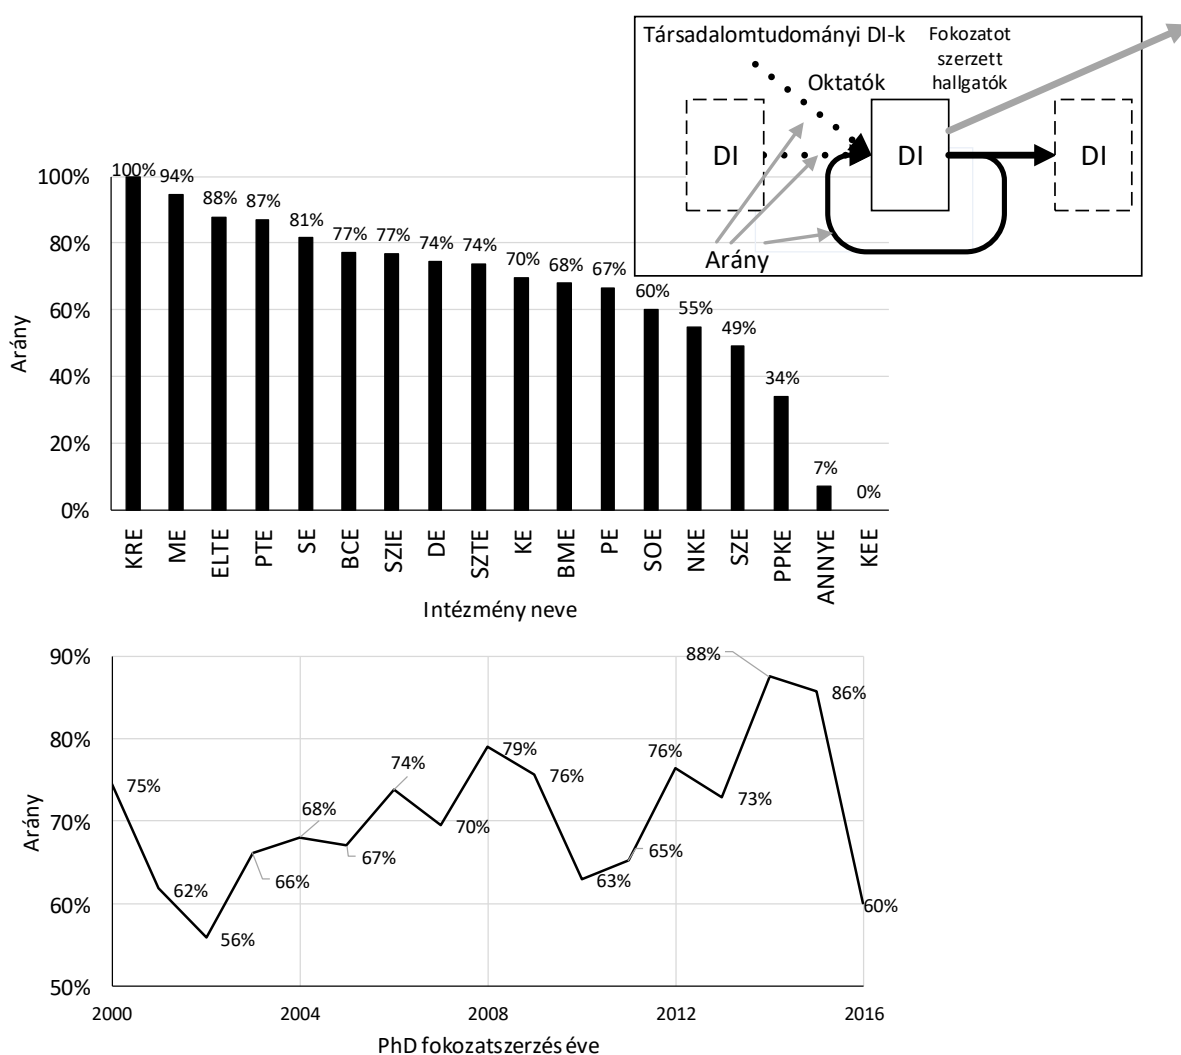 Társadalomtudományi DI-k
Fokozatot
szerzett
hallgatók
Oktatók
DI
DI
DI
Arány
100%
80%
60%
40%
20%
0%
Arány
100%
94%
88%
87%
81%
77%
77%
74%
74%
70%
68%
67%
60%
55%
49%
34%
7%
0%
KRE
ME
ELTE
PTE
SE
BCE
SZIE
DE
SZTE
KE
BME
PE
SOE
NKE
SZE
PPKE
ANNYE
KEE
Intézmény neve
90%
80%
70%
60%
50%
Arány
75%
62%
56%
66%
68%
67%
74%
70%
79%
76%
63%
65%
76%
73%
88%
86%
60%
2000
2004
2008
2012
2016
PhD fokozatszerzés éve